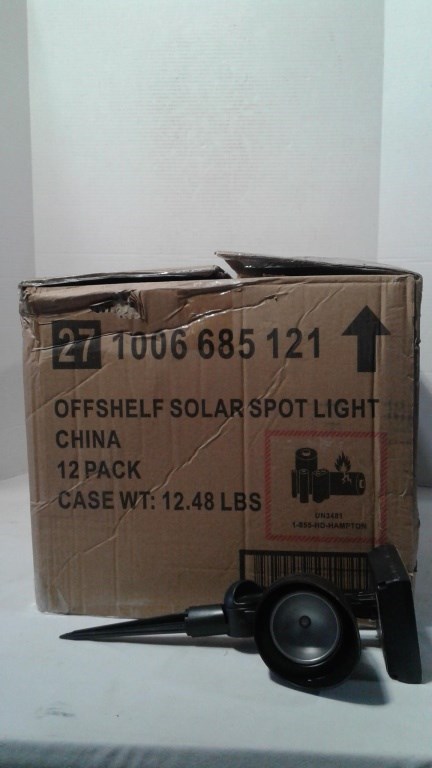 27 1006 685 121
OFFSHELF SOLAR SPOT LIGHT
CHINA
12 PACK
CASE WT: 12.48 LBS
UN3481
1-855-HD-HAMPTON